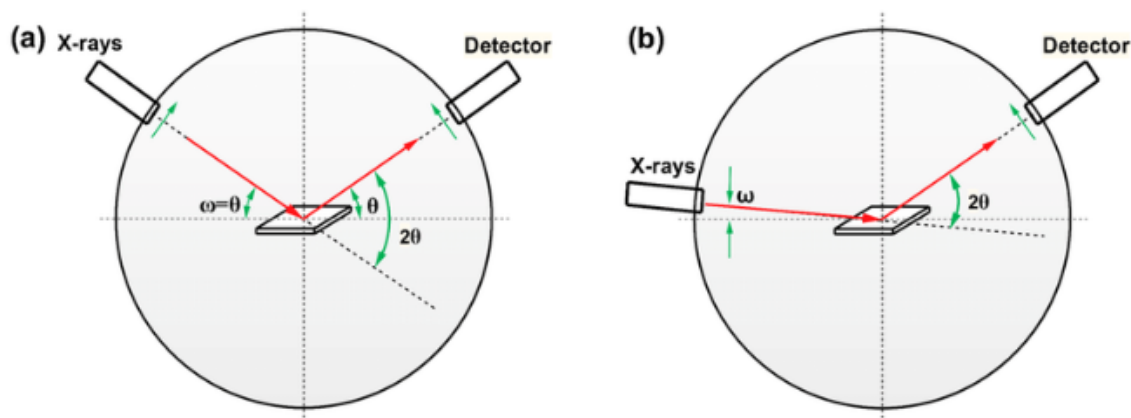 (a)
X-rays
Detector
ω=θ
θ
2θ
(b)
Detector
X-rays
ω
2θ